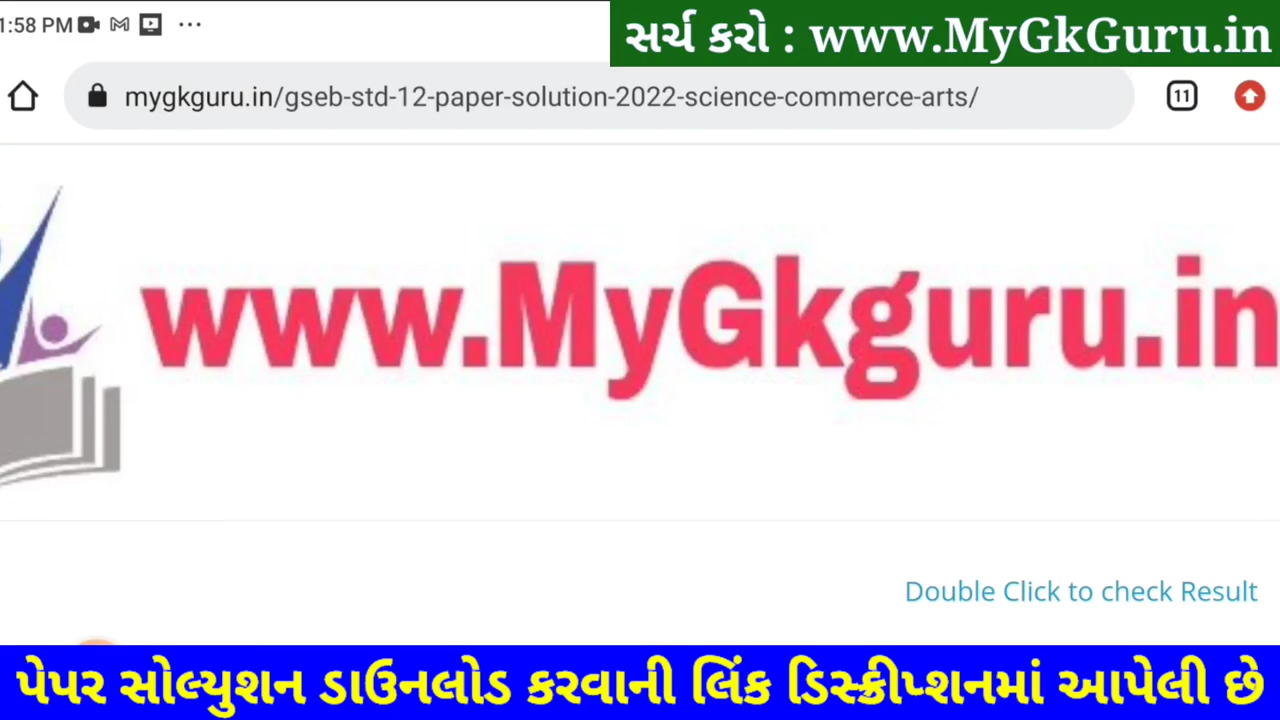 1:58 PM
સર્ચ કરો : www.MyGkGuru.in
mygkguru.in/gseb-std-12-paper-solution-2022-science-commerce-arts/
11
www.MyGkguru.in
Double Click to check Result
પેપર સોલ્યુશન ડાઉનલોડ કરવાની લિંક ડિસ્ક્રીપ્શનમાં આપેલી છે